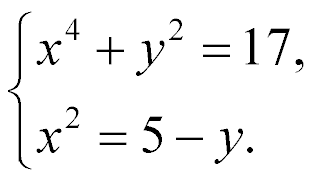 x⁴ + y² = 17,
x² = 5 − y.